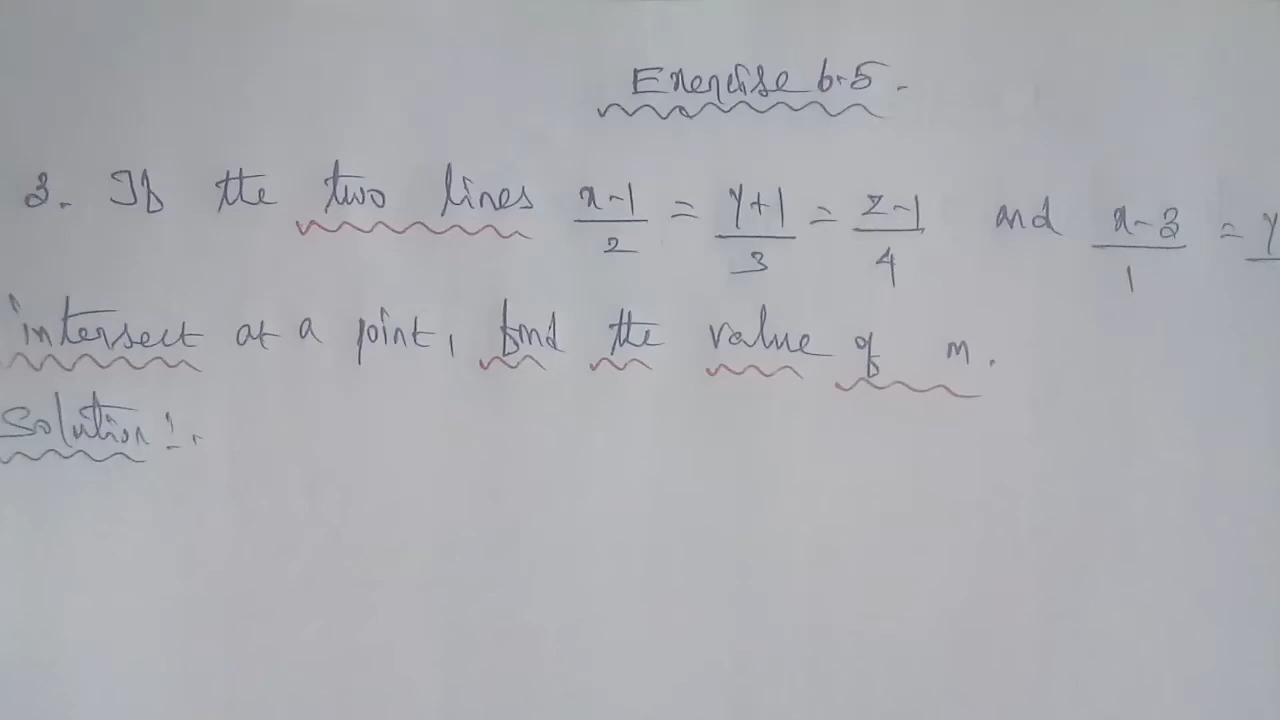 Exercise 6.5.
3. If the two lines x-1/2 = y+1/3 = z-1/4 and x-3/1 = y
intersect at a point, find the value of m.
Solution:-